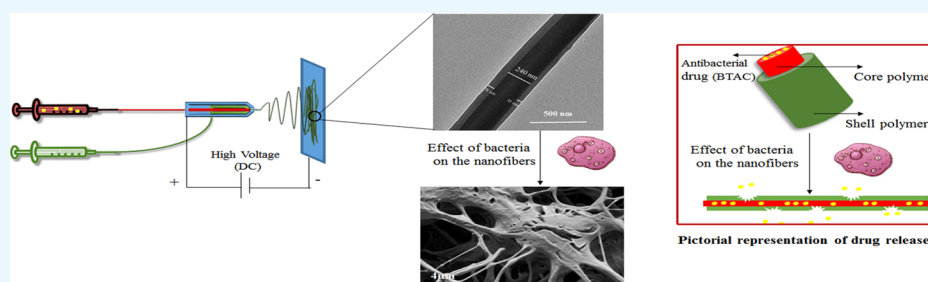 High Voltage
(DC)
+
-
240 nm
500 nm
Effect of bacteria
on the nanofibers
4µm
Antibacterial
drug (BTAC)
Core polyme
Shell polymer
Effect of bacteria
on the nanofibers
Pictorial representation of drug release